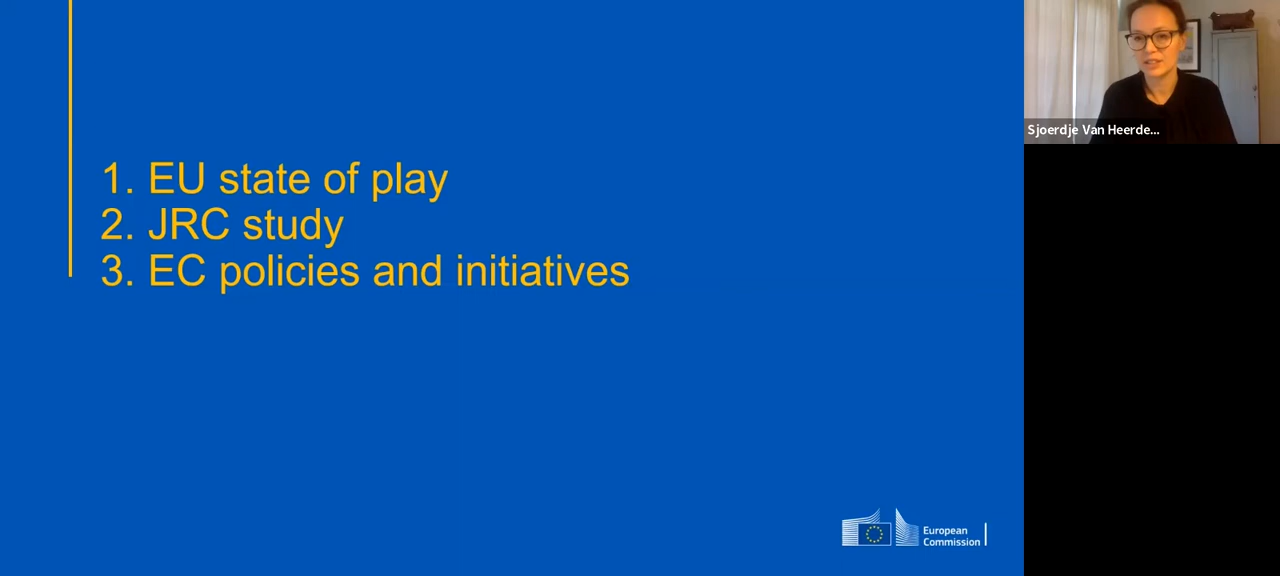 1. EU state of play
2. JRC study
3. EC policies and initiatives
European
Commission
Sjoerdje Van Heerde...